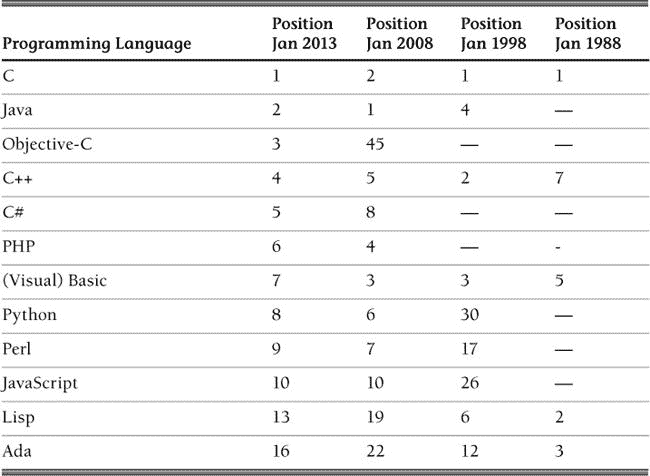 Programming Language Position Jan 2013 Position Jan 2008 Position Jan 1998 Position Jan 1988
C 1 2 1 1
Java 2 1 4 —
Objective-C 3 45 — —
C++ 4 5 2 7
C# 5 8 — —
PHP 6 4 — -
(Visual) Basic 7 3 3 5
Python 8 6 30 —
Perl 9 7 17 —
JavaScript 10 10 26 —
Lisp 13 19 6 2
Ada 16 22 12 3